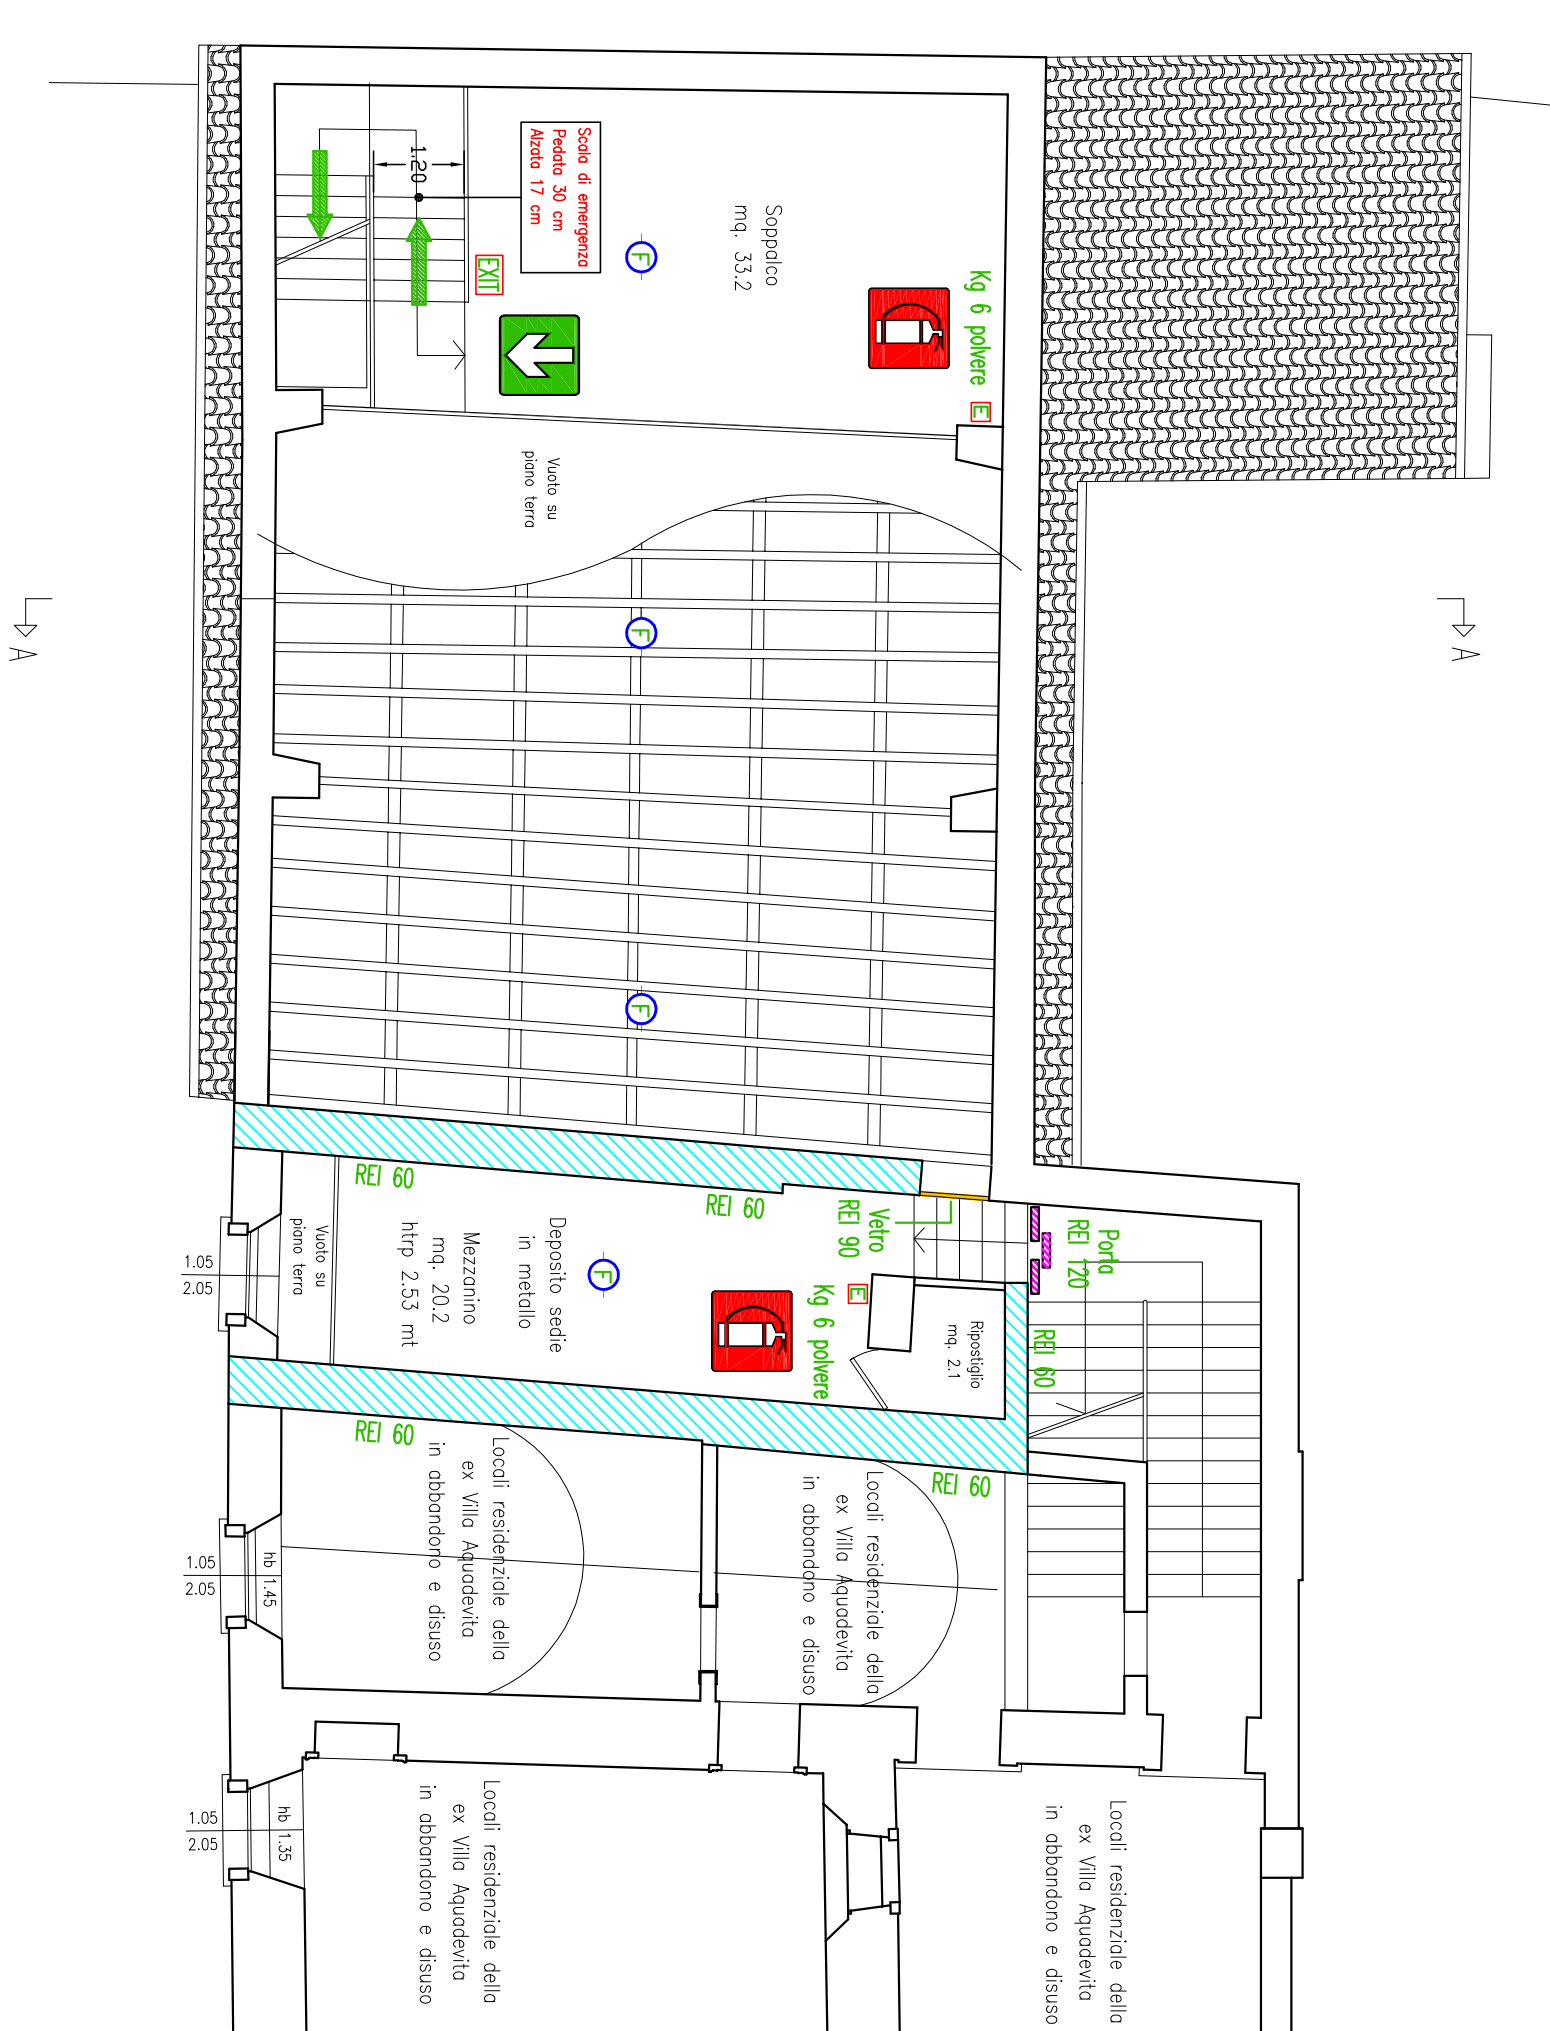 Scala di emergenza
Pedata 30 cm
Alzata 17 cm
1.20
EXIT
F
Soppalco
mq. 33.2
Kg 6 polvere
E
Vuoto su
piano terra
A
A
F
F
REI 60
REI 60
Vetro
REI 90
Porta
REI 120
REI 60
Vuoto su
piano terra
1.05
2.05
Deposito sedie
in metallo
Mezzanino
mq. 20.2
htrp 2.53 mt
F
Kg 6 polvere
E
Ripostiglio
mq. 2.1
REI 60
REI 60
Locali residenziale della
ex Villa Aquadevita
in abbandono e disuso
Locali residenziale della
ex Villa Aquadevita
in abbandono e disuso
hb 1.45
1.05
2.05
hb 1.35
1.05
2.05
Locali residenziale della
ex Villa Aquadevita
in abbandono e disuso
Locali residenziale della
ex Villa Aquadevita
in abbandono e disuso